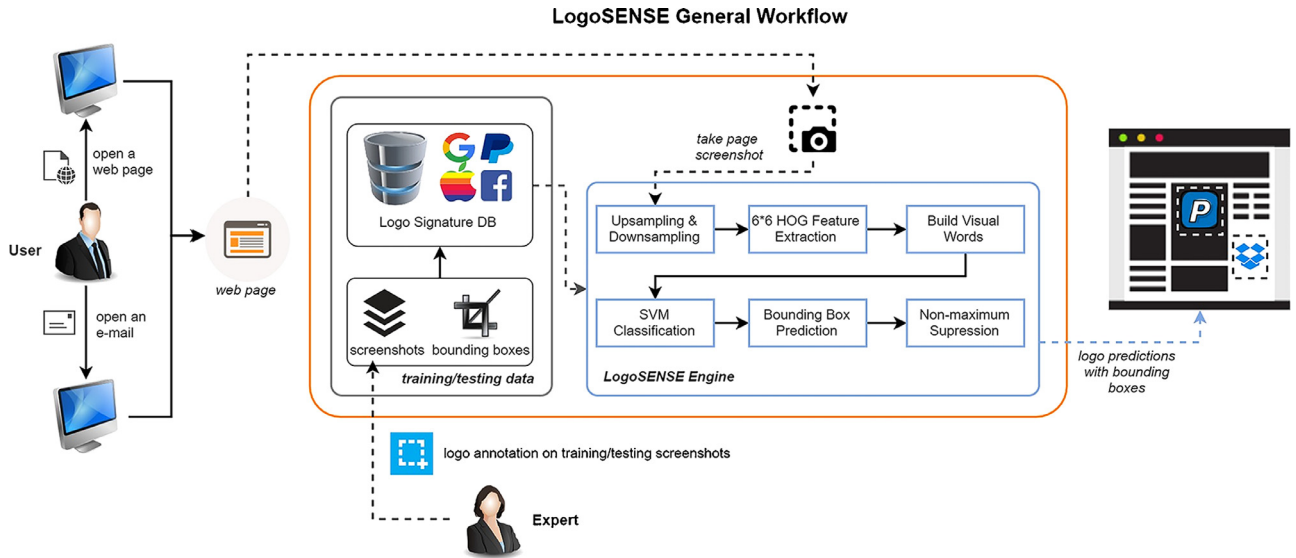 LogoSENSE General Workflow
open a
web page
User
open an
e-mail
web page
take page
screenshot
Logo Signature DB
screenshots
bounding boxes
training/testing data
Upsampling &
Downsampling
6*6 HOG Feature
Extraction
Build Visual
Words
SVM
Classification
Bounding Box
Prediction
Non-maximum
Supression
LogoSENSE Engine
logo predictions
with bounding
boxes
logo annotation on training/testing screenshots
Expert